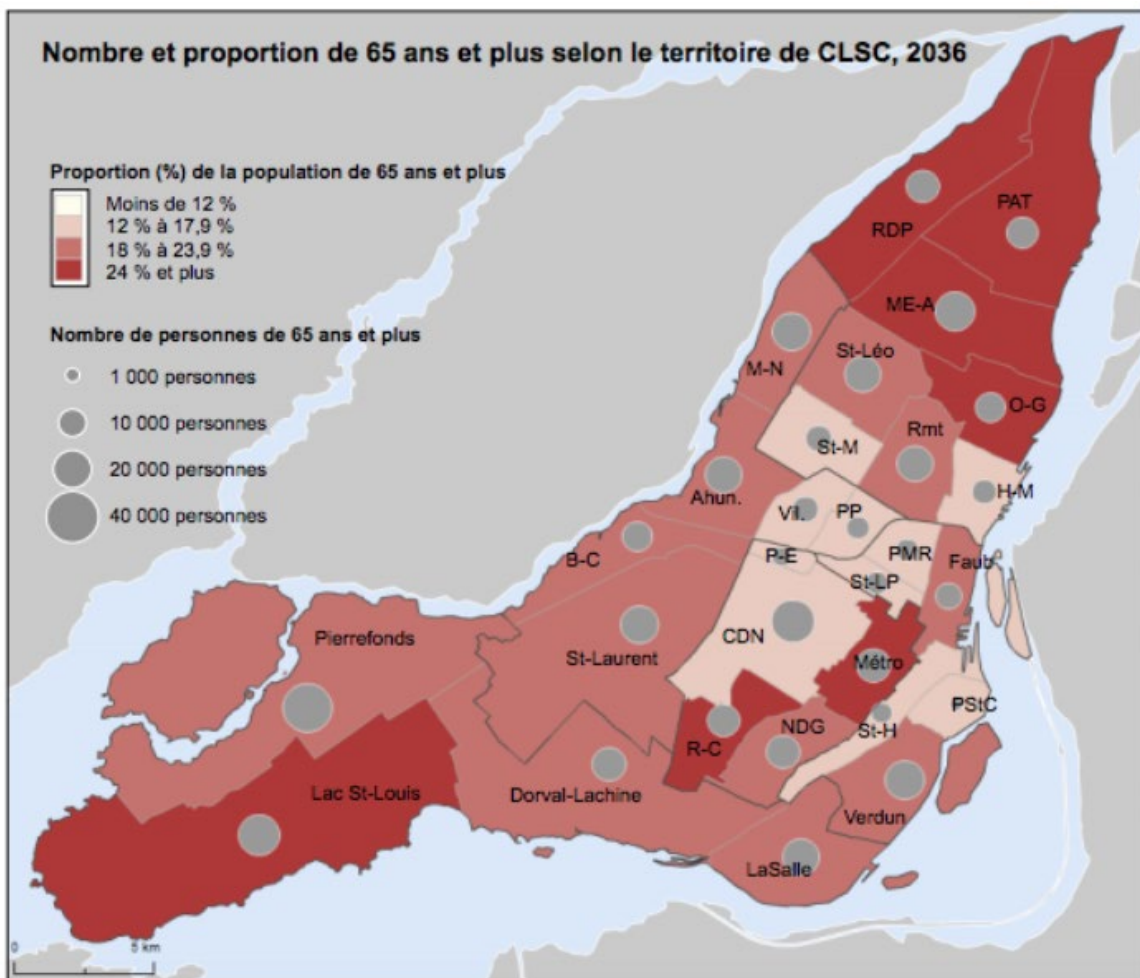 Nombre et proportion de 65 ans et plus selon le territoire de CLSC, 2036
Proportion (%) de la population de 65 ans et plus
Moins de 12 %
12 % à 17,9 %
18 % à 23,9 %
24 % et plus
Nombre de personnes de 65 ans et plus
1 000 personnes
10 000 personnes
20 000 personnes
40 000 personnes
PAT
RDP
ME-A
St-Léo
M-N
O-G
Rmt
St-M
H-M
Ahun.
Vil.
PP
B-C
P-E
PMR
Faub
St-LP
CDN
Pierrefonds
St-Laurent
Métro
PStC
St-H
NDG
R-C
Lac St-Louis
Dorval-Lachine
Verdun
LaSalle
0
5 km